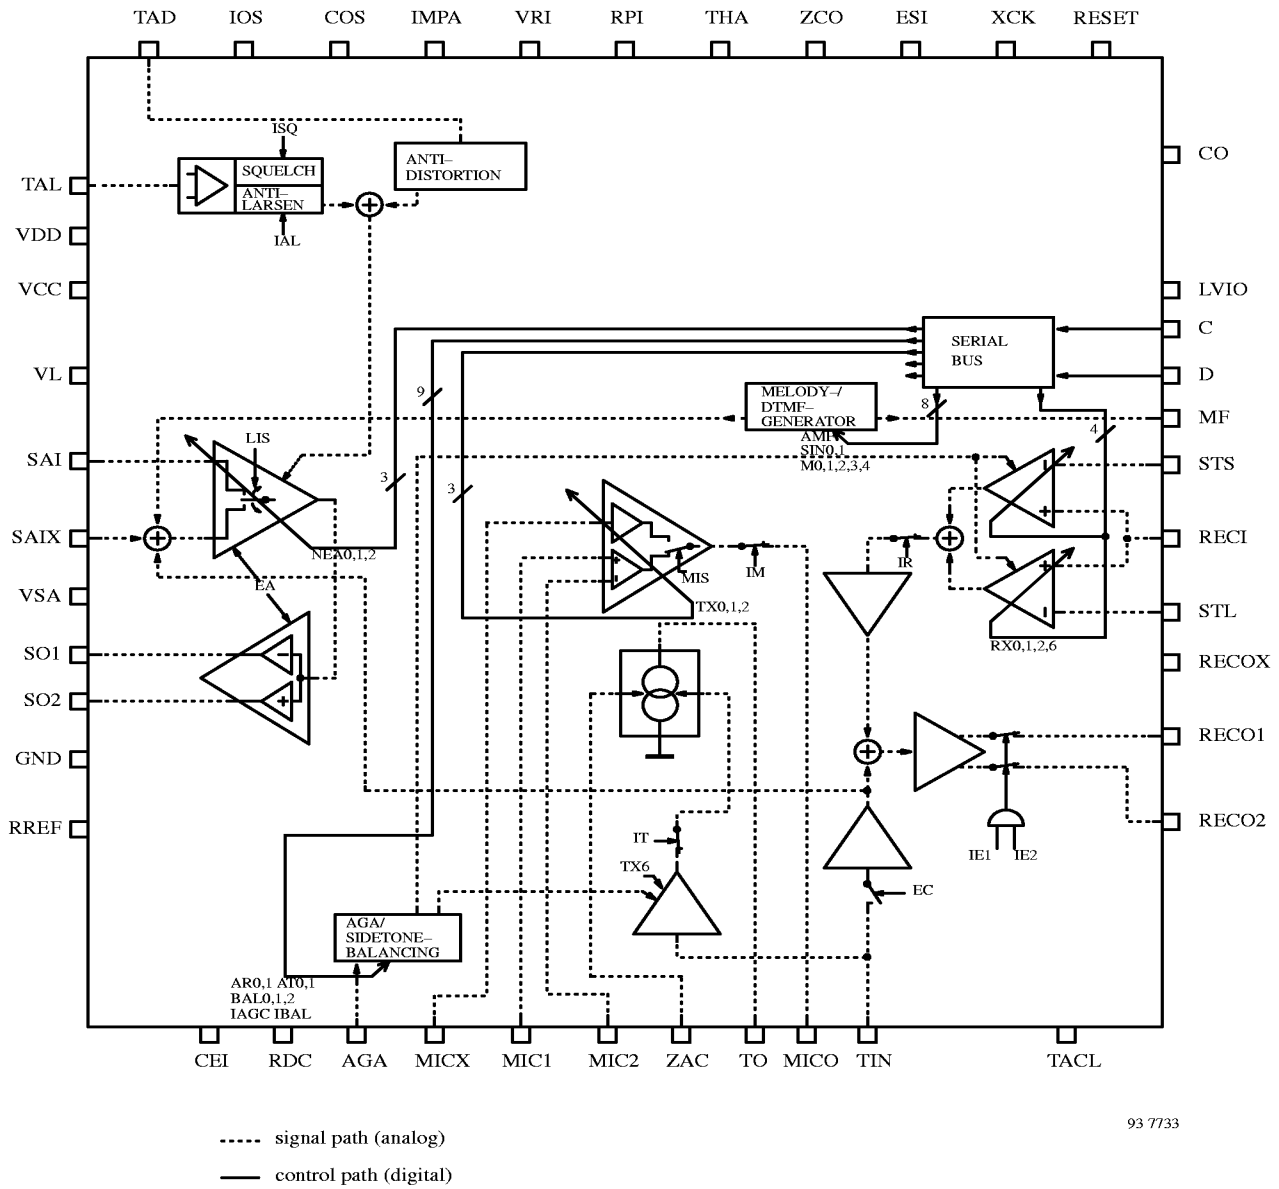 TAD IOS COS IMPA VRI RPI THA ZCO ESI XCK RESET
ISQ
SQUELCH
ANTI–
LARSEN
IAL
ANTI–
DISTORTION
TAL
VDD
VCC
VL
SAI
SAIX
VSA
SO1
SO2
GND
RREF
CO
LVIO
C
D
MF
STS
RECI
STL
RECOX
RECO1
RECO2
SERIAL
BUS
MELODY–/
DTMF–
GENERATOR
AMP
SIN0,1
M0,1,2,3,4
9
8
4
3
3
LIS
NEA0,1,2
EA
MIS
IM
TX0,1,2
IR
RX0,1,2,6
IT
TX6
EC
IE1 IE2
AGA/
SIDETONE–
BALANCING
AR0,1 AT0,1
BAL0,1,2
IAGC IBAL
CEI RDC AGA MICX MIC1 MIC2 ZAC TO MICO TIN TACL
93 7733
signal path (analog)
control path (digital)